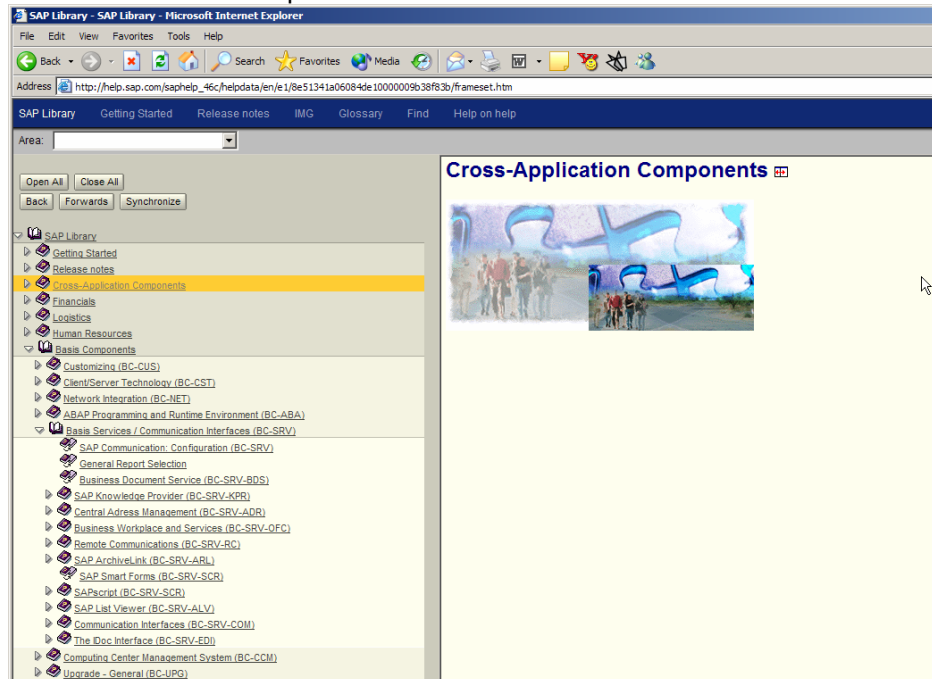 SAP Library - SAP Library - Microsoft Internet Explorer
File Edit View Favorites Tools Help
Back Search Favorites Media
Address http://help.sap.com/saphelp_46c/helpdata/en/e1/8e51341a06084de10000009b38f83b/frameset.htm
SAP Library Getting Started Release notes IMG Glossary Find Help on help
Area:
Open All Close All
Back Forwards Synchronize
SAP Library
Getting Started
Release notes
Cross-Application Components
Financials
Logistics
Human Resources
Basis Components
Customizing (BC-CUS)
Client/Server Technology (BC-CST)
Network Integration (BC-NET)
ABAP Programming and Runtime Environment (BC-ABA)
Basis Services / Communication Interfaces (BC-SRV)
SAP Communication: Configuration (BC-SRV)
General Report Selection
Business Document Service (BC-SRV-BDS)
SAP Knowledge Provider (BC-SRV-KPR)
Central Adress Management (BC-SRV-ADR)
Business Workplace and Services (BC-SRV-OFC)
Remote Communications (BC-SRV-RC)
SAP ArchiveLink (BC-SRV-ARL)
SAP Smart Forms (BC-SRV-SCR)
SAPscript (BC-SRV-SCR)
SAP List Viewer (BC-SRV-ALV)
Communication Interfaces (BC-SRV-COM)
The IDoc Interface (BC-SRV-EDI)
Computing Center Management System (BC-CCM)
Upgrade - General (BC-UPG)
Cross-Application Components